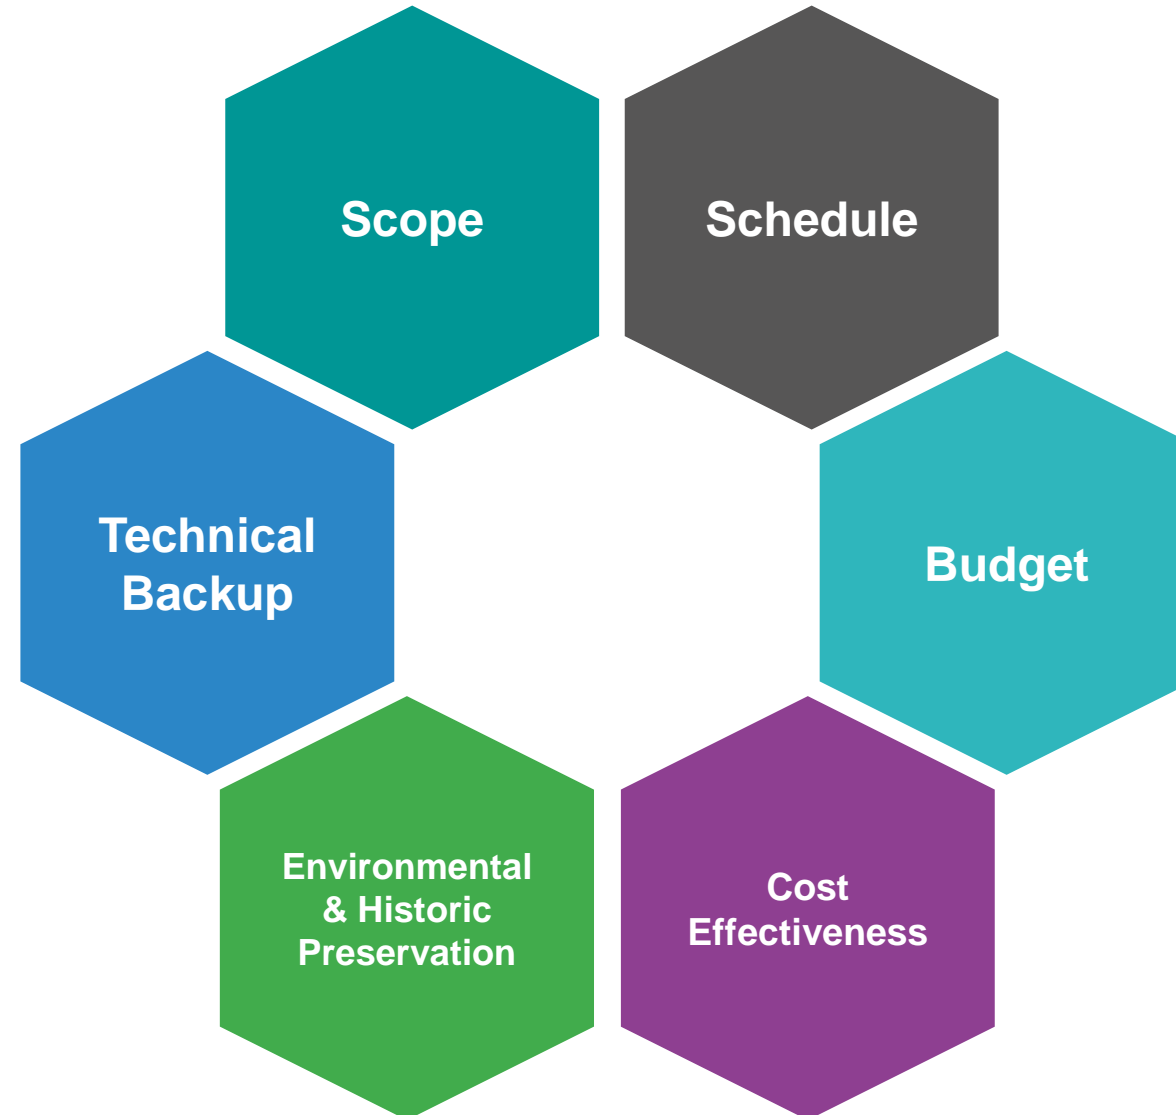 Scope
Schedule
Technical
Backup
Budget
Environmental
& Historic
Preservation
Cost
Effectiveness